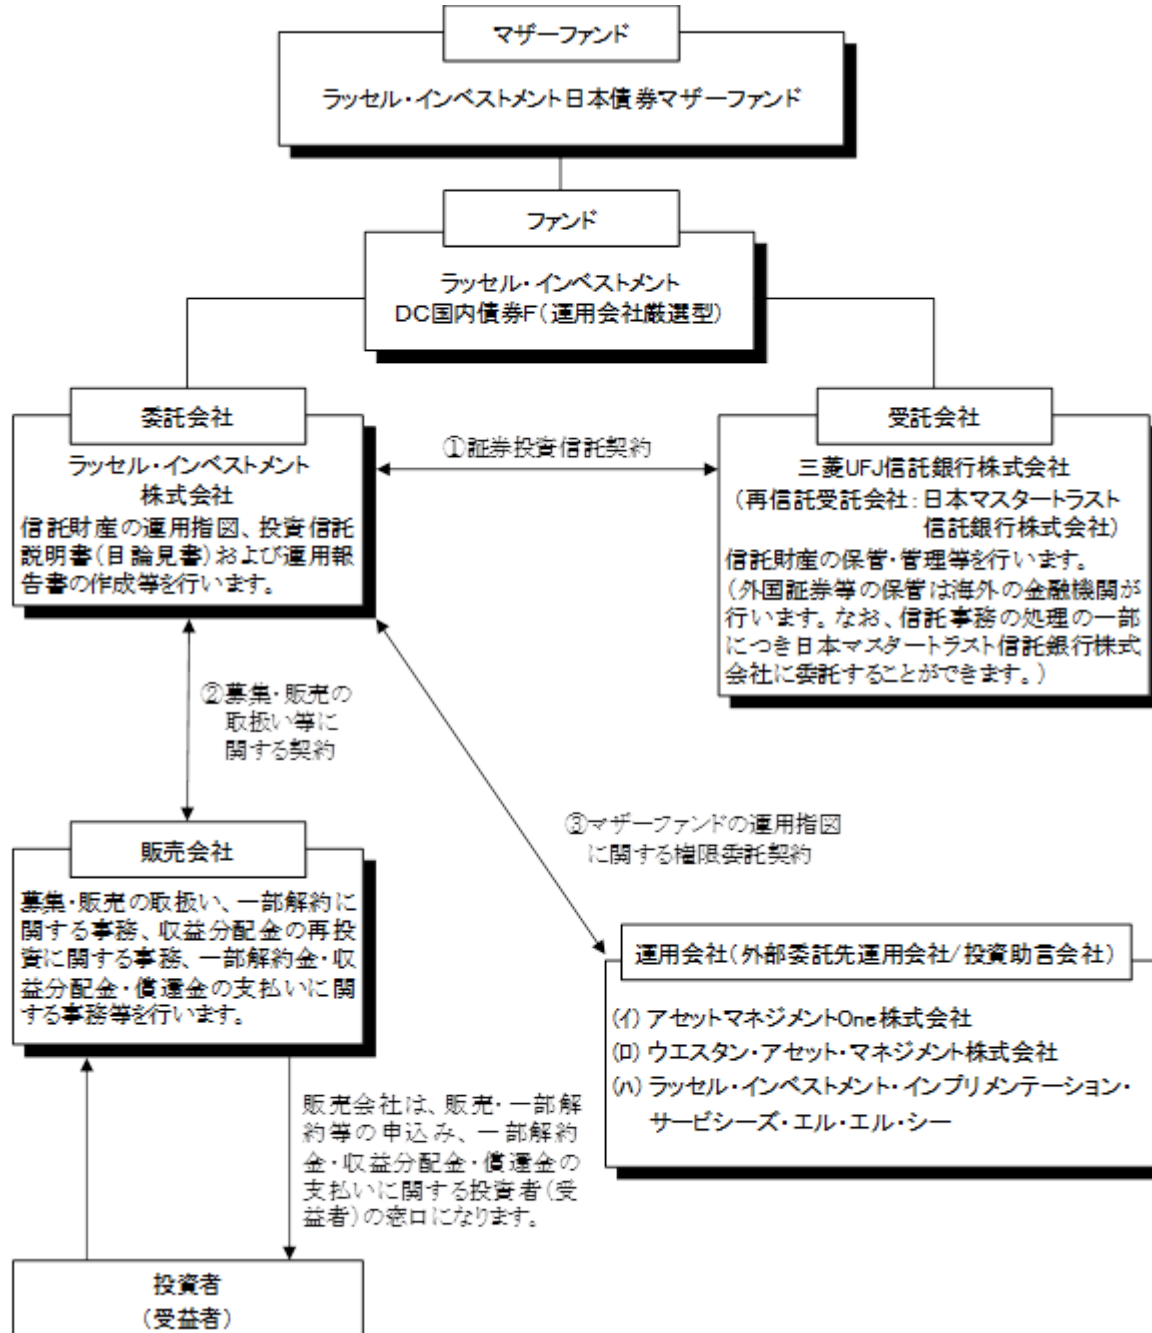 マザーファンド
ラッセル・インベストメント日本債券マザーファンド
ファンド
ラッセル・インベストメント
DC国内債券F(運用会社厳選型)
委託会社
ラッセル・インベストメント
株式会社
信託財産の運用指図、投資信託
説明書(目論見書)および運用報
告書の作成等を行います。
①証券投資信託契約
受託会社
三菱UFJ信託銀行株式会社
(再信託受託会社:日本マスタートラスト
信託銀行株式会社)
信託財産の保管・管理等を行います。
(外国証券等の保管は海外の金融機関が
行います。なお、信託事務の処理の一部
につき日本マスタートラスト信託銀行株式
会社に委託することができます。)
②募集・販売の
取扱い等に
関する契約
③マザーファンドの運用指図
に関する権限委託契約
販売会社
募集・販売の取扱い、一部解約に
関する事務、収益分配金の再投
資に関する事務、一部解約金・収
益分配金・償還金の支払いに関
する事務等を行います。
運用会社(外部委託先運用会社/投資助言会社)
(イ) アセットマネジメントOne株式会社
(ロ) ウエスタン・アセット・マネジメント株式会社
(ハ) ラッセル・インベストメント・インプリメンテーション・
サービシーズ・エル・エル・シー
販売会社は、販売・一部解
約等の申込み、一部解約
金・収益分配金・償還金の
支払いに関する投資者(受
益者)の窓口になります。
投資者
(受益者)